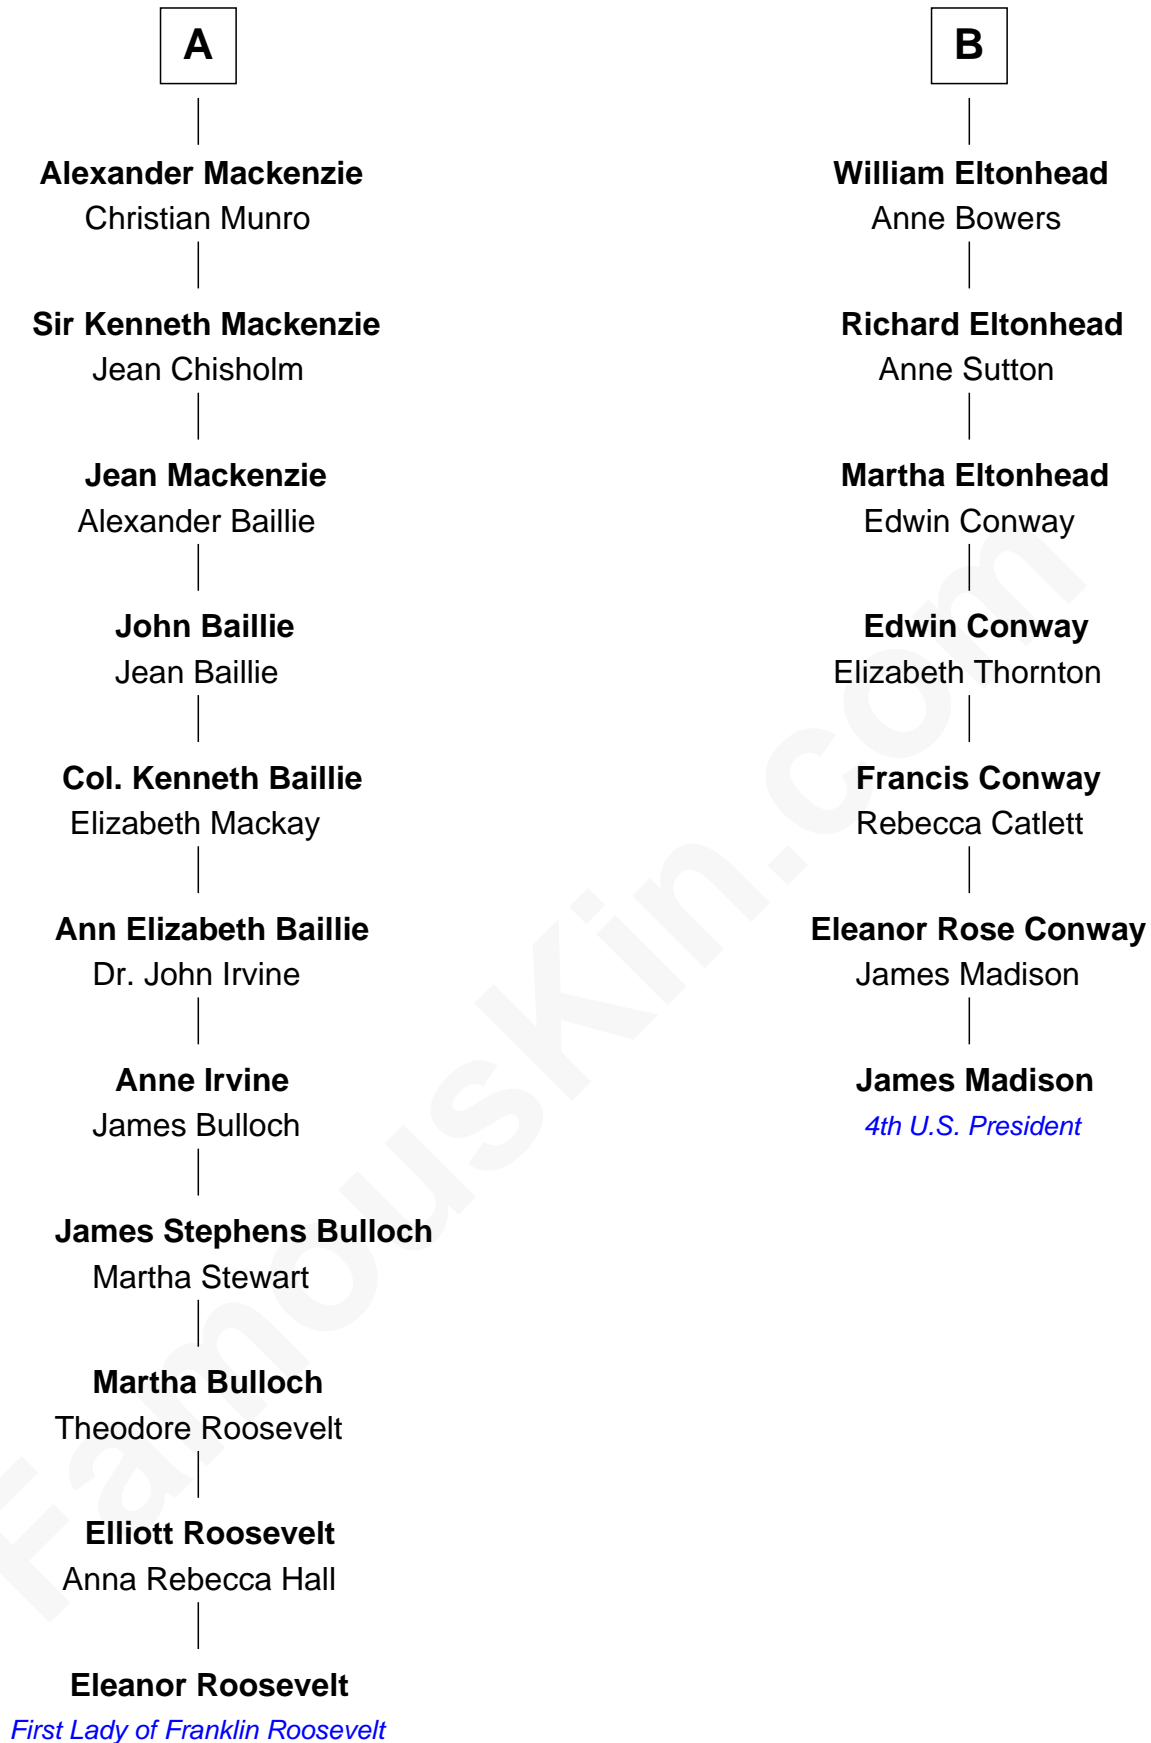 A
Alexander Mackenzie
Christian Munro
Sir Kenneth Mackenzie
Jean Chisholm
Jean Mackenzie
Alexander Baillie
John Baillie
Jean Baillie
Col. Kenneth Baillie
Elizabeth Mackay
Ann Elizabeth Baillie
Dr. John Irvine
Anne Irvine
James Bulloch
James Stephens Bulloch
Martha Stewart
Martha Bulloch
Theodore Roosevelt
Elliott Roosevelt
Anna Rebecca Hall
Eleanor Roosevelt
First Lady of Franklin Roosevelt
B
William Eltonhead
Anne Bowers
Richard Eltonhead
Anne Sutton
Martha Eltonhead
Edwin Conway
Edwin Conway
Elizabeth Thornton
Francis Conway
Rebecca Catlett
Eleanor Rose Conway
James Madison
James Madison
4th U.S. President
FamousKin.com